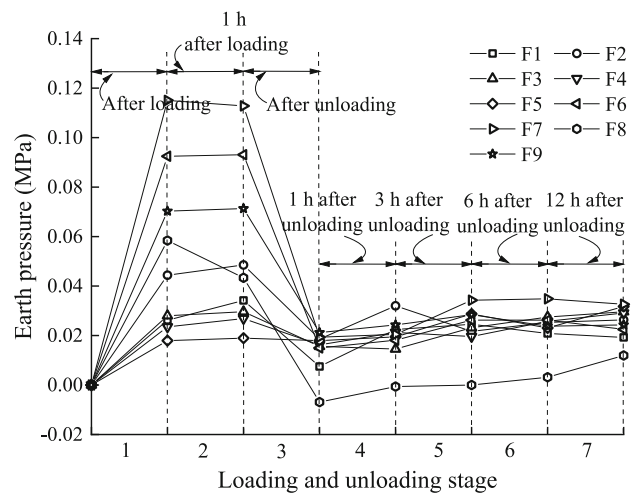 1 h
after loading
After loading
After unloading
F1
F2
F3
F4
F5
F6
F7
F8
F9
1 h after
unloading
3 h after
unloading
6 h after
unloading
12 h after
unloading
0.14
0.12
0.10
0.08
0.06
0.04
0.02
0.00
-0.02
Earth pressure (MPa)
1
2
3
4
5
6
7
Loading and unloading stage